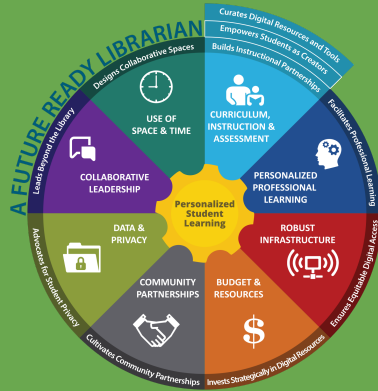 A FUTURE READY LIBRARIAN
Curates Digital Resources and Tools
Empowers Students as Creators
Builds Instructional Partnerships
CURRICULUM,
INSTRUCTION &
ASSESSMENT
Facilitates Professional Learning
PERSONALIZED
PROFESSIONAL
LEARNING
Ensures Equitable Digital Access
ROBUST
INFRASTRUCTURE
Invests Strategically in Digital Resources
BUDGET &
RESOURCES
$
Cultivates Community Partnerships
COMMUNITY
PARTNERSHIPS
Advocates for Student Privacy
DATA &
PRIVACY
Leads Beyond the Library
COLLABORATIVE
LEADERSHIP
Designs Collaborative Spaces
USE OF
SPACE & TIME
Personalized
Student
Learning